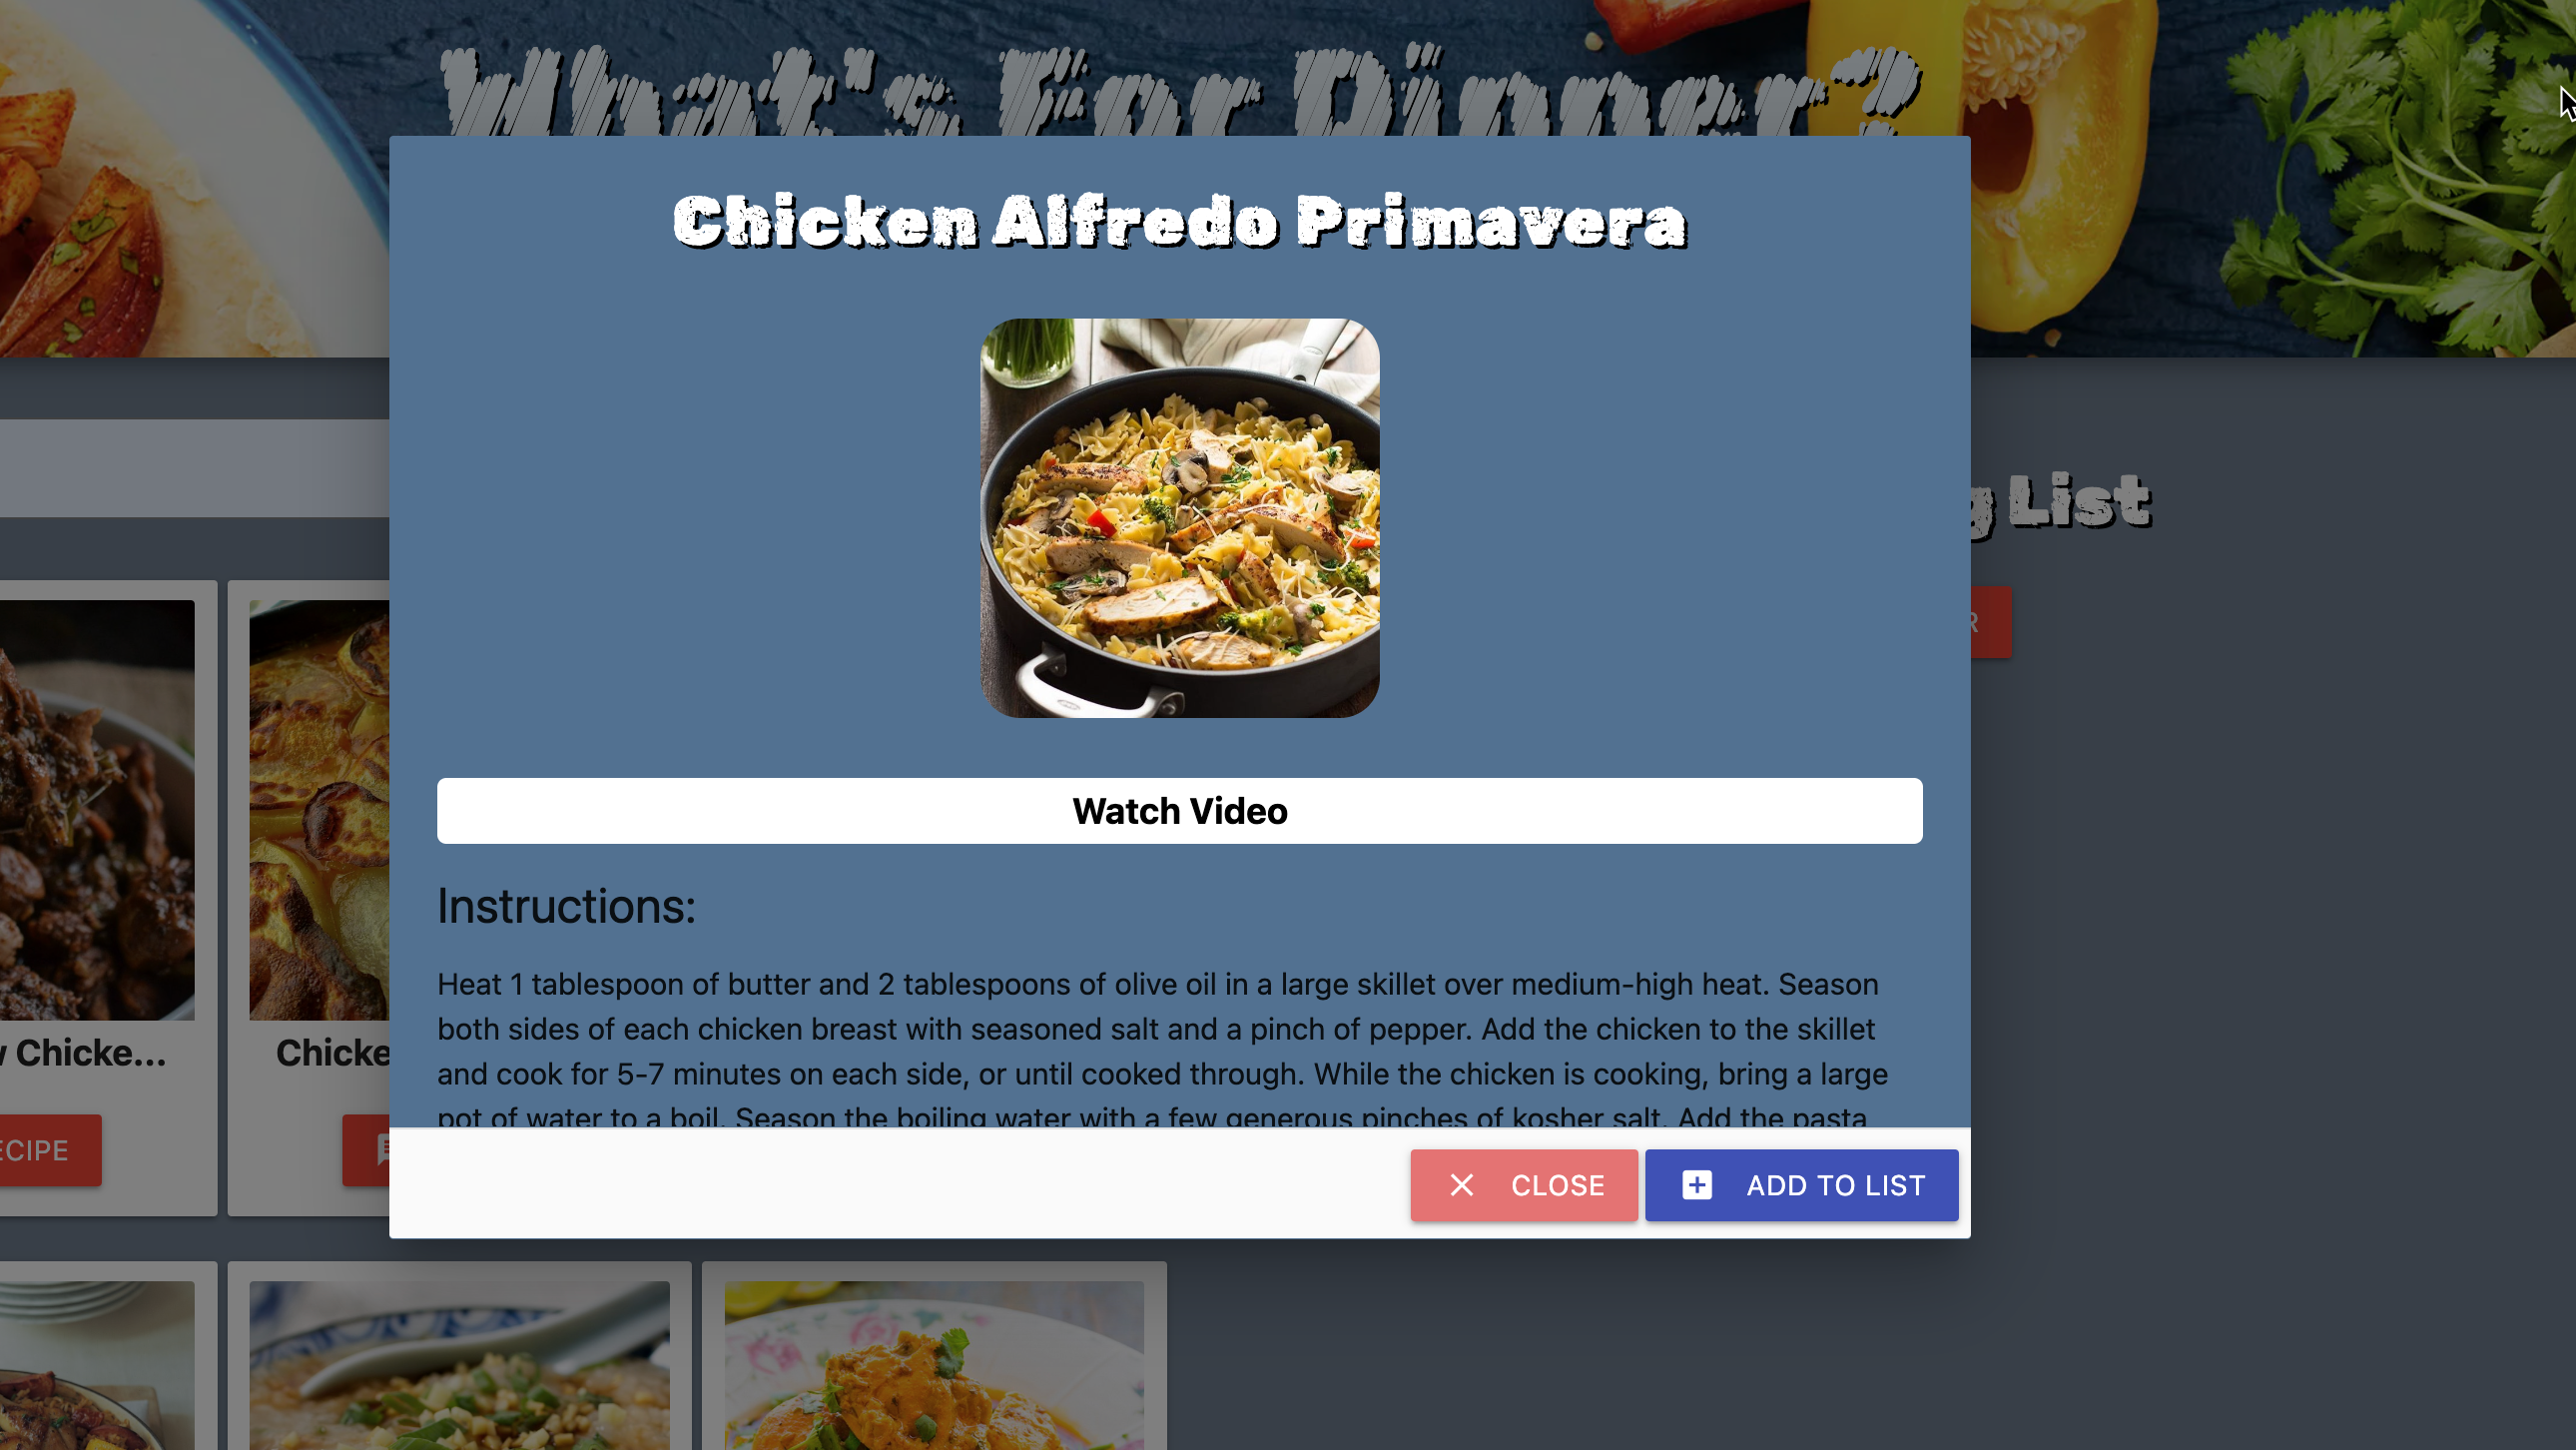 What's For Dinner?
Chicken Alfredo Primavera
List
Watch Video
Instructions:
Heat 1 tablespoon of butter and 2 tablespoons of olive oil in a large skillet over medium-high heat. Season
both sides of each chicken breast with seasoned salt and a pinch of pepper. Add the chicken to the skillet
and cook for 5-7 minutes on each side, or until cooked through. While the chicken is cooking, bring a large
pot of water to a boil. Season the boiling water with a few generous pinches of kosher salt. Add the pasta
Chicke...
Chicke
ECIPE
CLOSE
ADD TO LIST